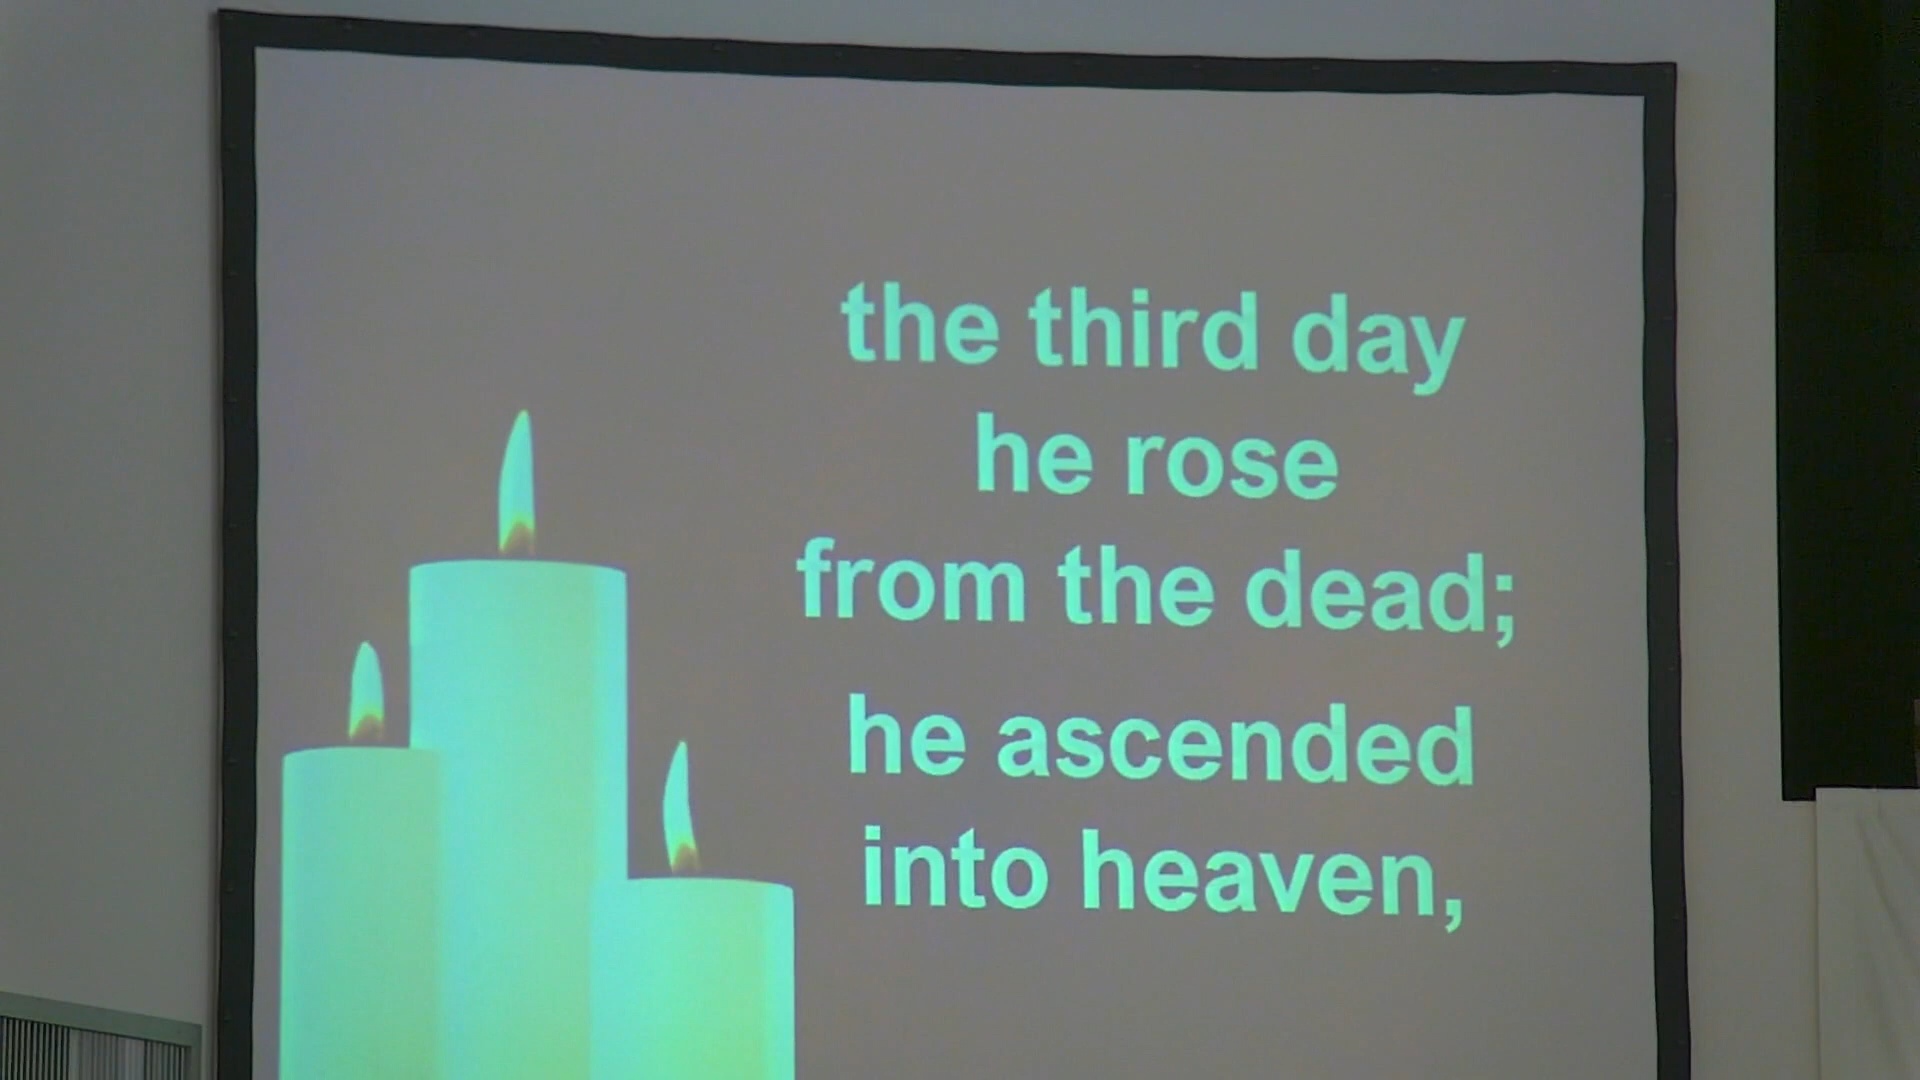 the third day
he rose
from the dead;
he ascended
into heaven,